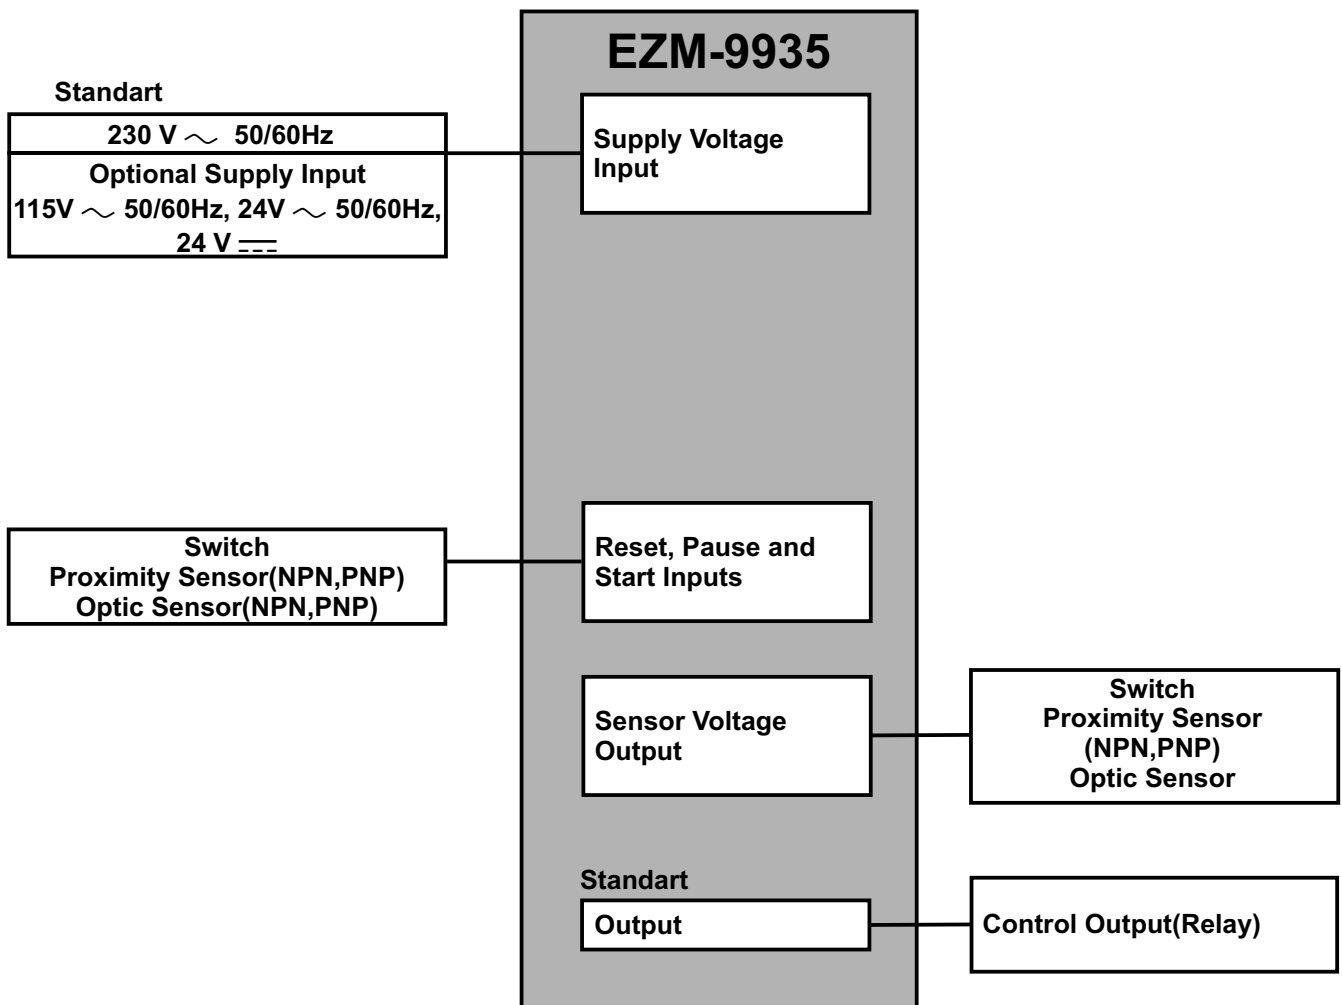 EZM-9935
Standart
230 V ～ 50/60Hz
Optional Supply Input
115V ～ 50/60Hz, 24V ～ 50/60Hz,
24 V ⎓
Supply Voltage
Input
Switch
Proximity Sensor(NPN,PNP)
Optic Sensor(NPN,PNP)
Reset, Pause and
Start Inputs
Sensor Voltage
Output
Switch
Proximity Sensor
(NPN,PNP)
Optic Sensor
Standart
Output
Control Output(Relay)